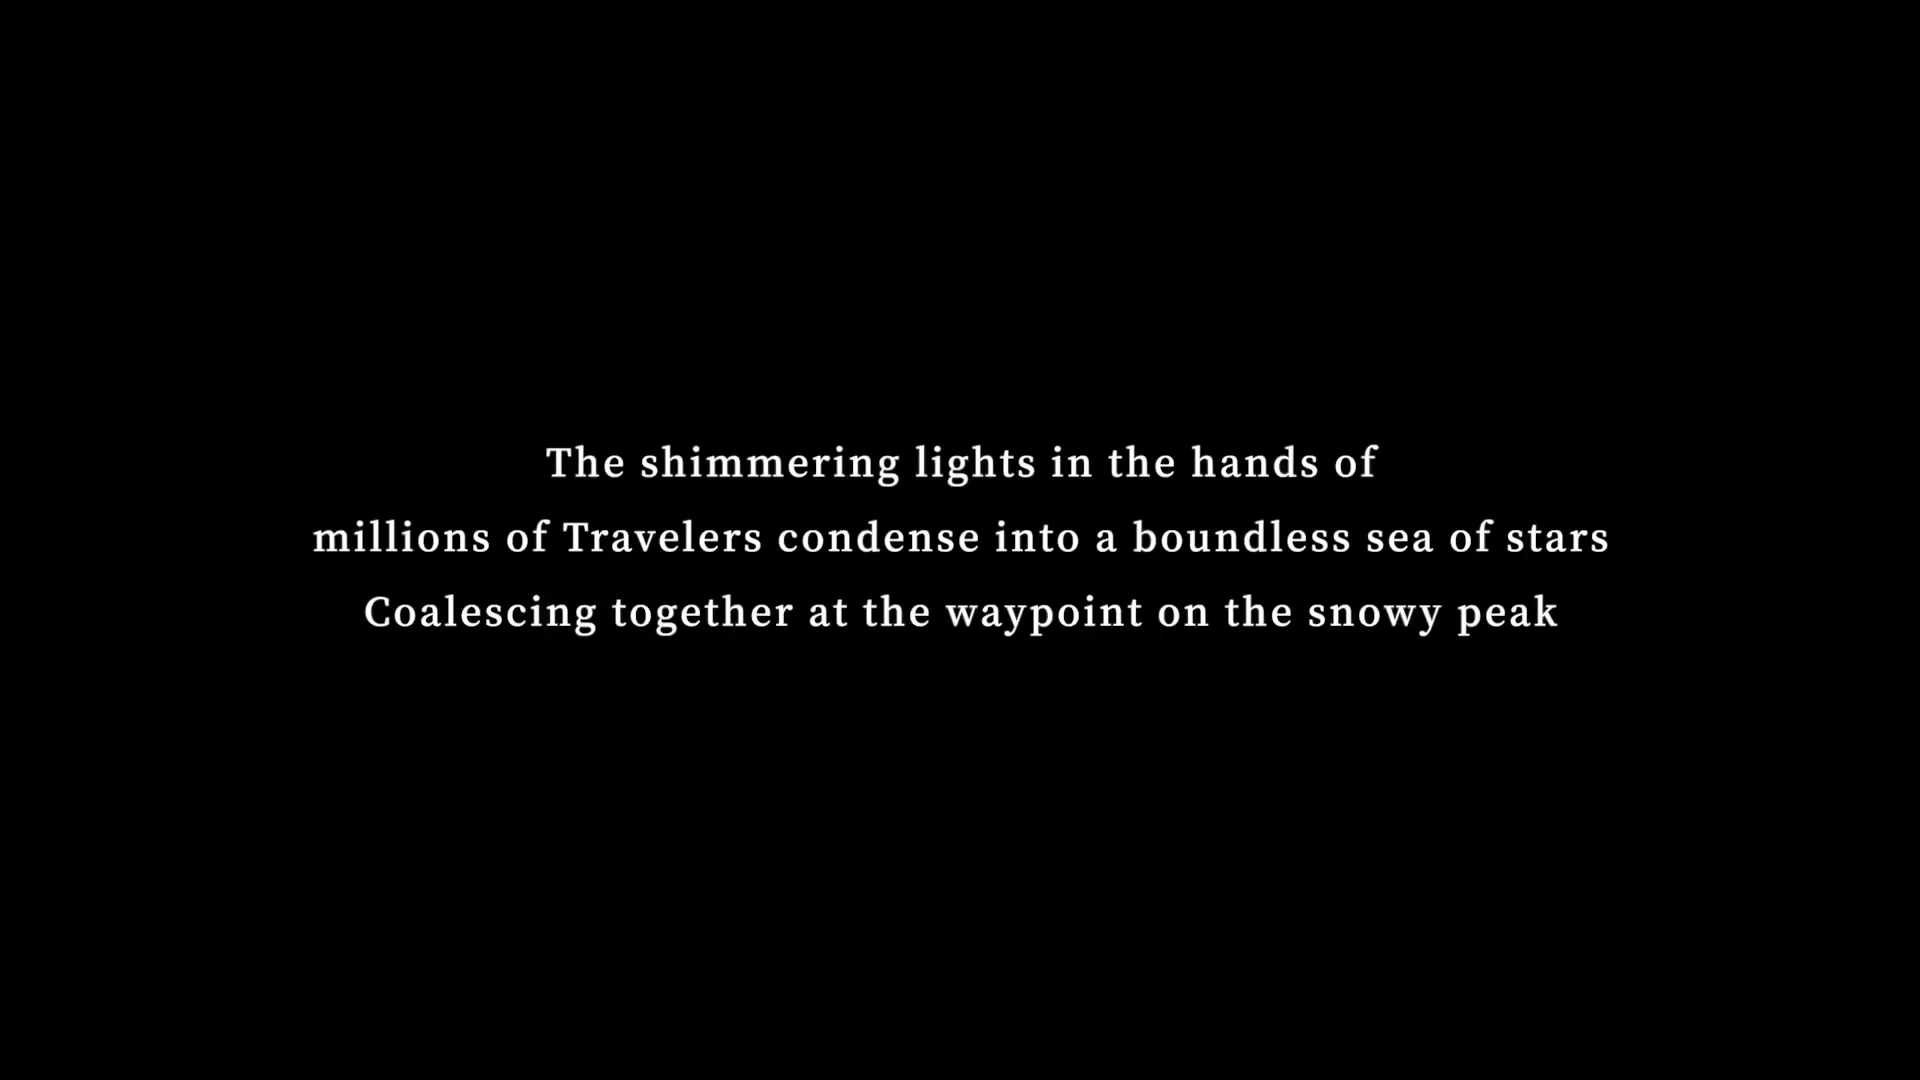 The shimmering lights in the hands of
millions of Travelers condense into a boundless sea of stars
Coalescing together at the waypoint on the snowy peak